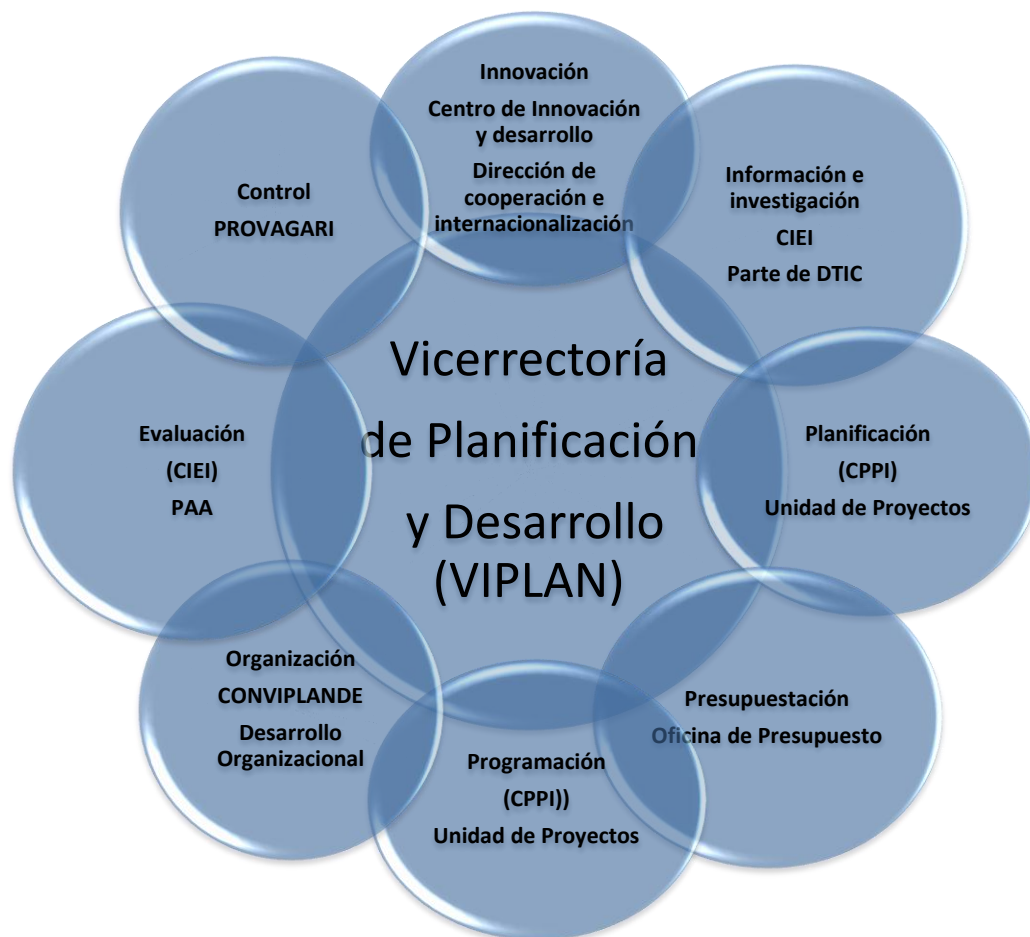 Vicerrectoría
de Planificación
y Desarrollo
(VIPLAN)
Innovación
Centro de Innovación
y desarrollo
Dirección de
cooperación e
internacionalización
Información e
investigación
CIEI
Parte de DTIC
Planificación
(CPPI)
Unidad de Proyectos
Presupuestación
Oficina de Presupuesto
Programación
(CPPI))
Unidad de Proyectos
Organización
CONVIPLANDE
Desarrollo
Organizacional
Evaluación
(CIEI)
PAA
Control
PROVAGARI